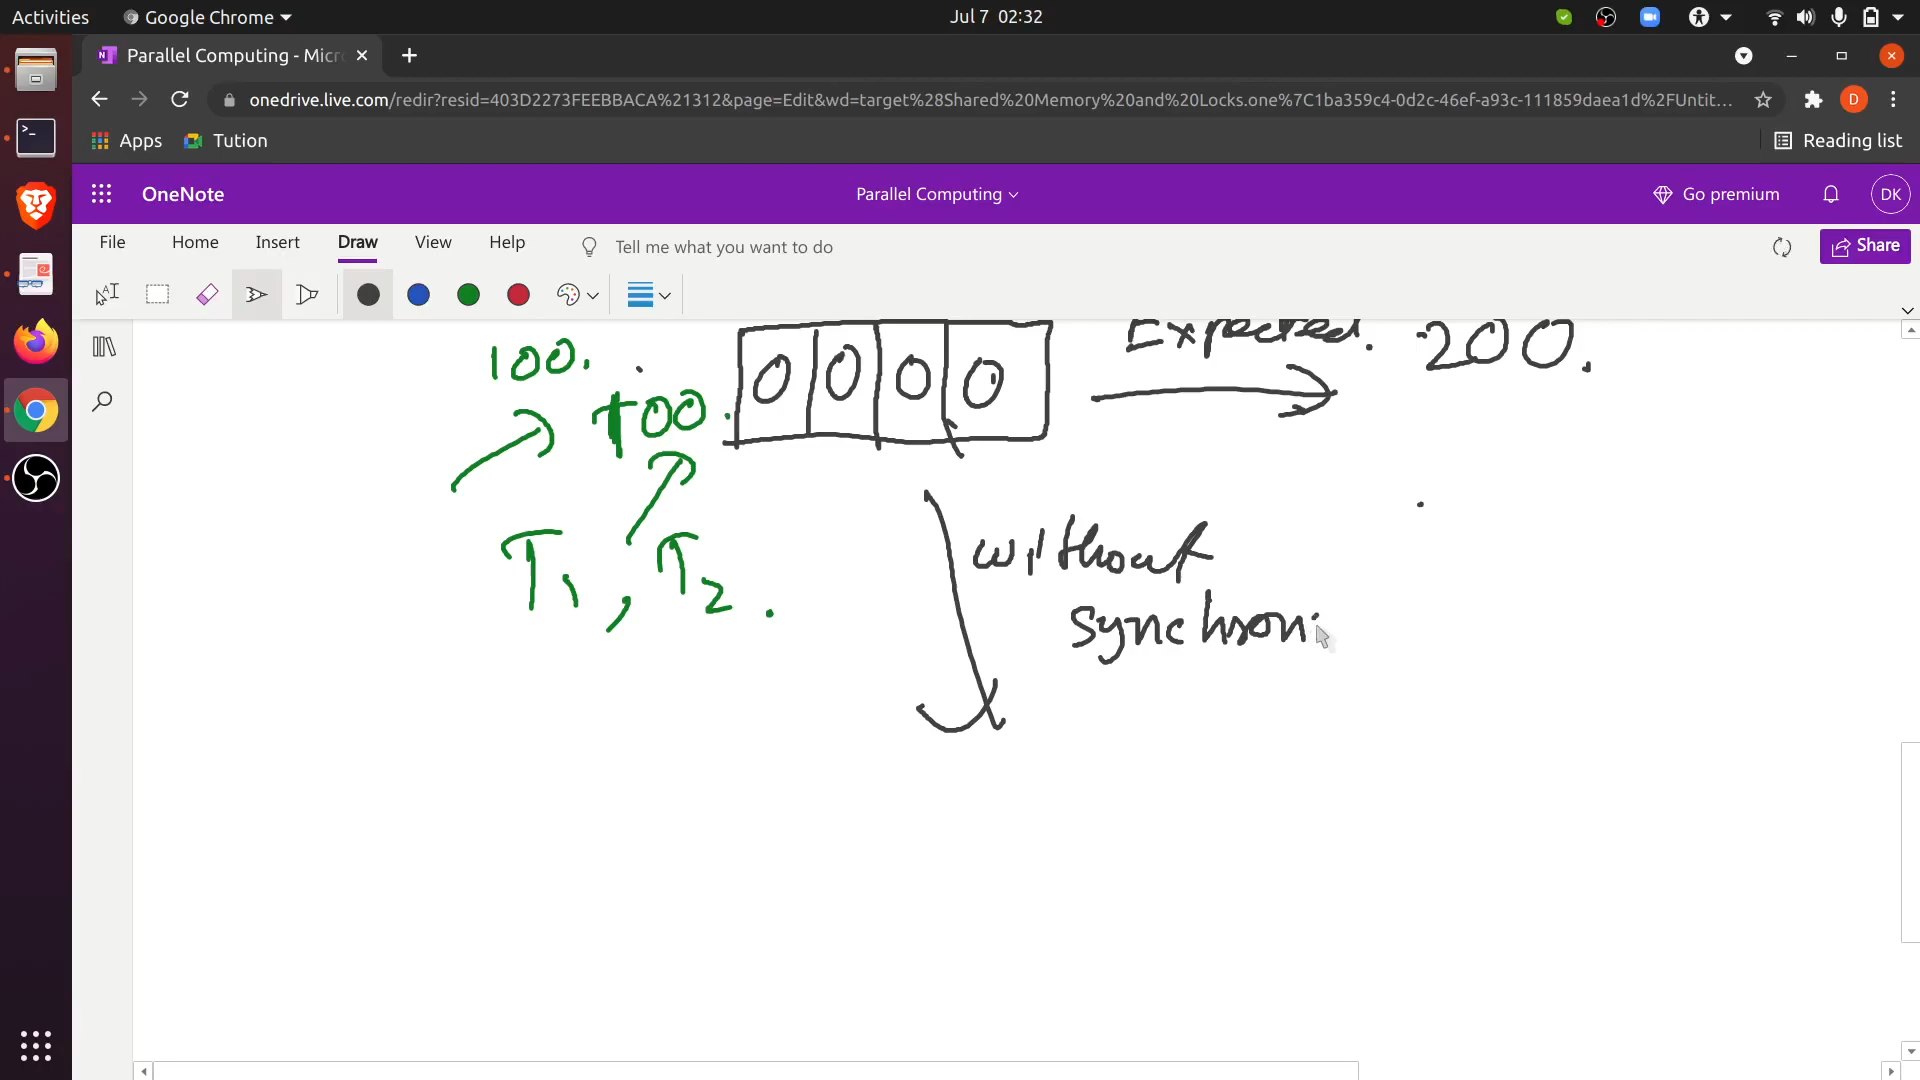 Activities
Google Chrome
Jul 7 02:32
Parallel Computing - Micr
onedrive.live.com/redir?resid=403D2273FEEBBACA%21312&page=Edit&wd=target%28Shared%20Memory%20and%20Locks.one%7C1ba359c4-0d2c-46ef-a93c-111859daea1d%2FUntit...
D
Apps
Tution
Reading list
OneNote
Parallel Computing
Go premium
DK
File
Home
Insert
Draw
View
Help
Tell me what you want to do
Share
100.
100.
0 0 0 0
Expected.
200.
T1, T2.
without
synchroni